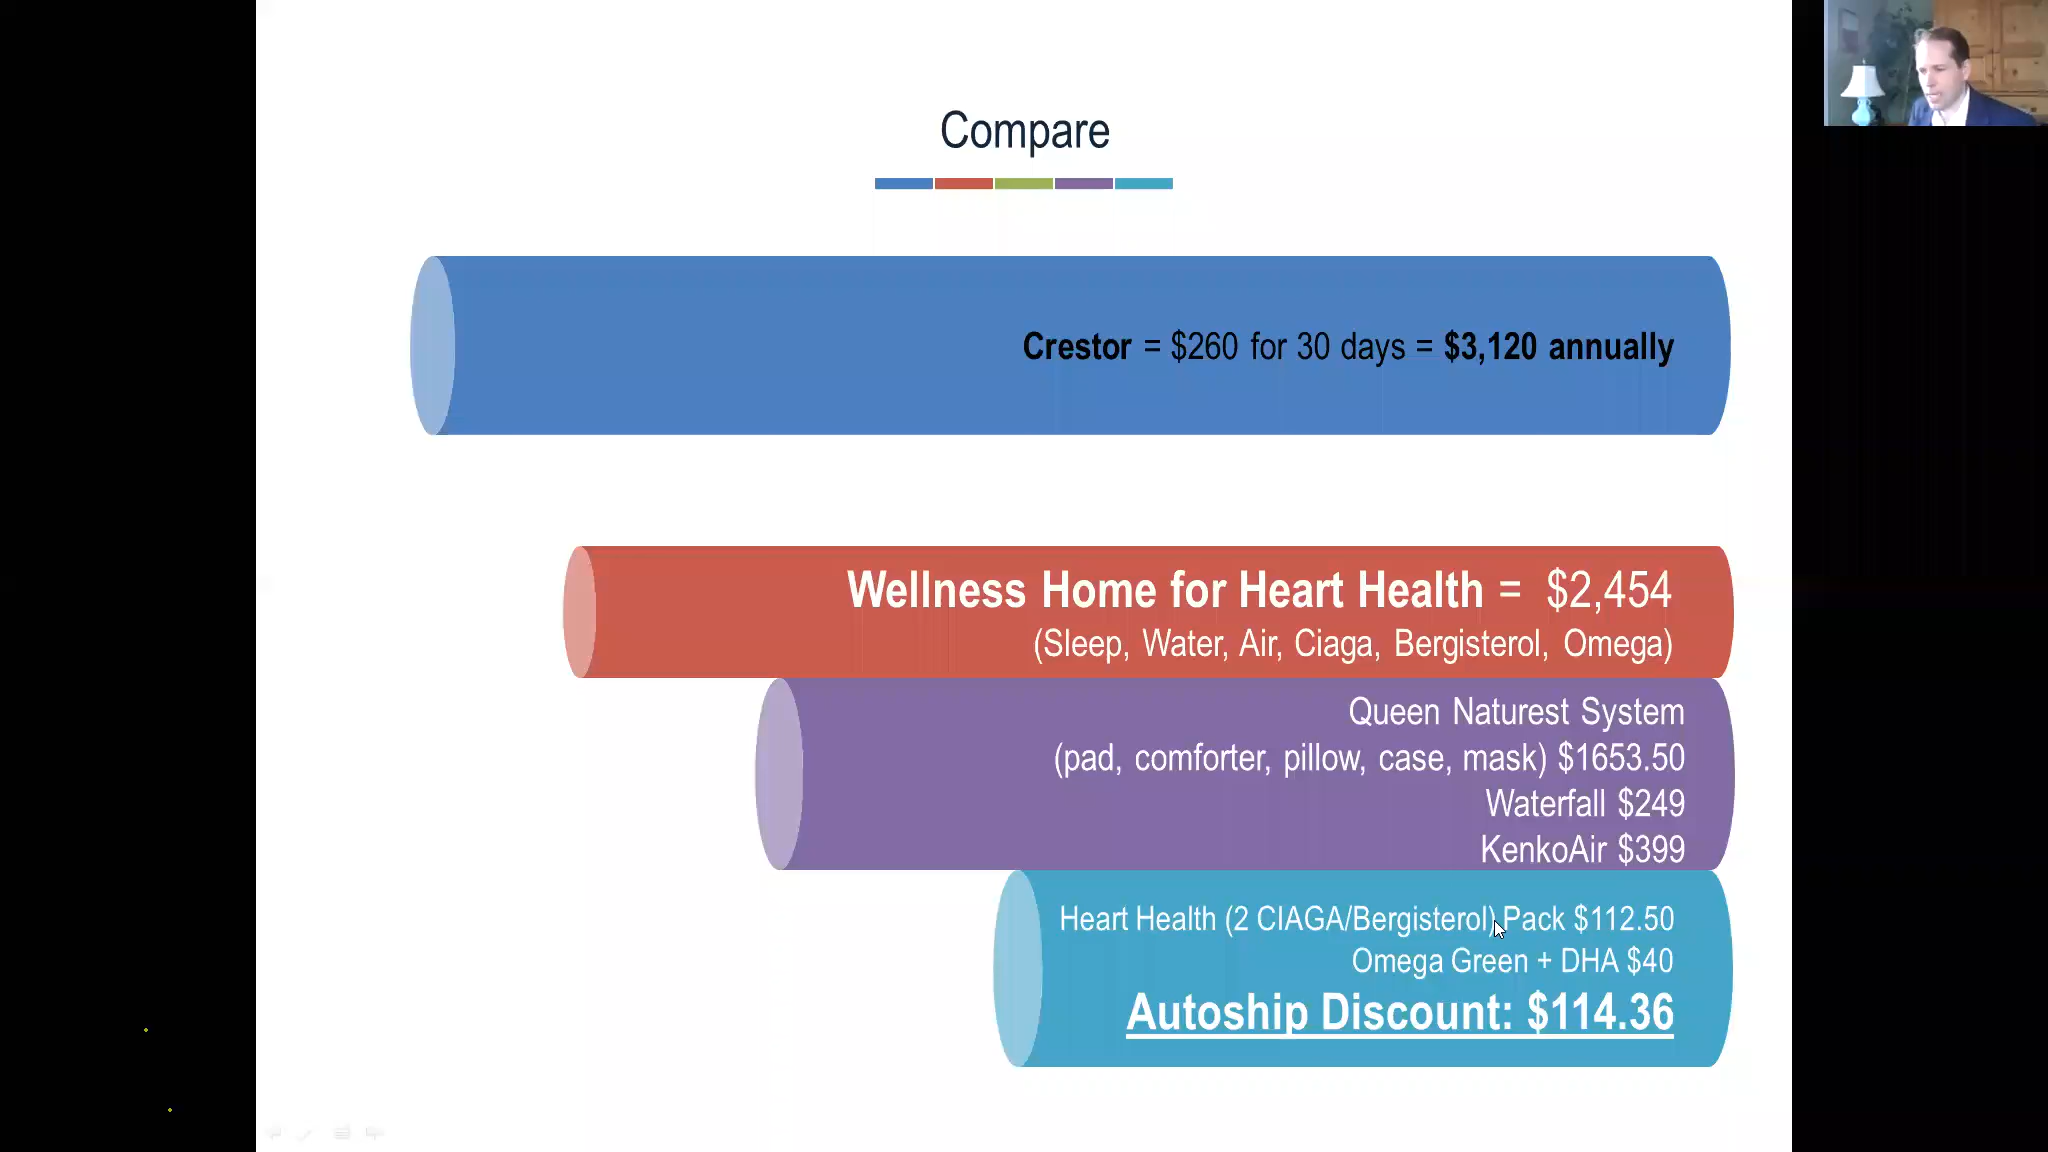 Compare
Crestor = $260 for 30 days = $3,120 annually
Wellness Home for Heart Health = $2,454
(Sleep, Water, Air, Ciaga, Bergisterol, Omega)
Queen Naturest System
(pad, comforter, pillow, case, mask) $1653.50
Waterfall $249
KenkoAir $399
Heart Health (2 CIAGA/Bergisterol) Pack $112.50
Omega Green + DHA $40
Autoship Discount: $114.36